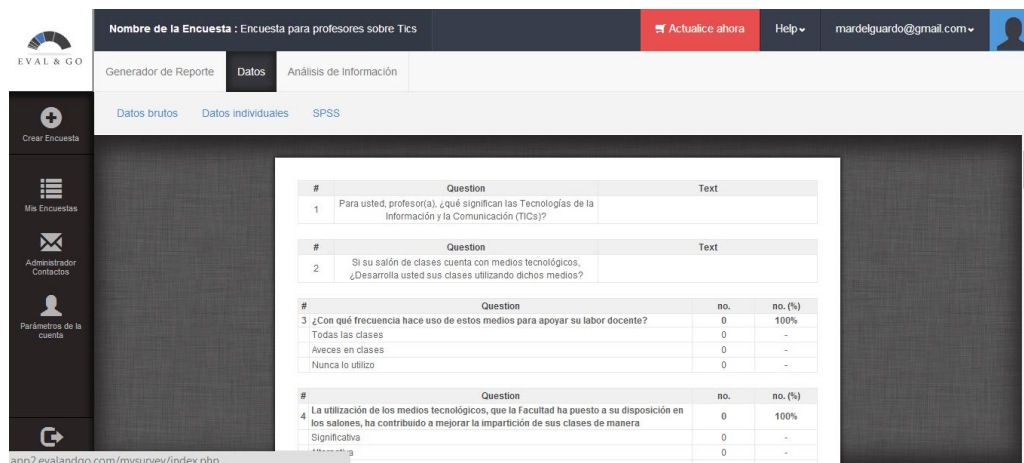 EVAL & GO
Nombre de la Encuesta : Encuesta para profesores sobre Tics
Actualice ahora
Help
mardelguardo@gmail.com
Generador de Reporte
Datos
Análisis de Información
Datos brutos
Datos individuales
SPSS
Crear Encuesta
Mis Encuestas
Administrador
Contactos
Parámetros de la
cuenta
# Question Text
1 Para usted, profesor(a), ¿qué significan las Tecnologías de la
Información y la Comunicación (TICs)?
# Question Text
2 Si su salón de clases cuenta con medios tecnológicos,
¿Desarrolla usted sus clases utilizando dichos medios?
# Question no. no. (%)
3 ¿Con qué frecuencia hace uso de estos medios para apoyar su labor docente? 0 100%
Todas las clases 0 -
Aveces en clases 0 -
Nunca lo utilizo 0 -
# Question no. no. (%)
4 La utilización de los medios tecnológicos, que la Facultad ha puesto a su disposición en
los salones, ha contribuido a mejorar la impartición de sus clases de manera 0 100%
Significativa 0 -
0 -
app2.evalandgo.com/mysurvey/index.php